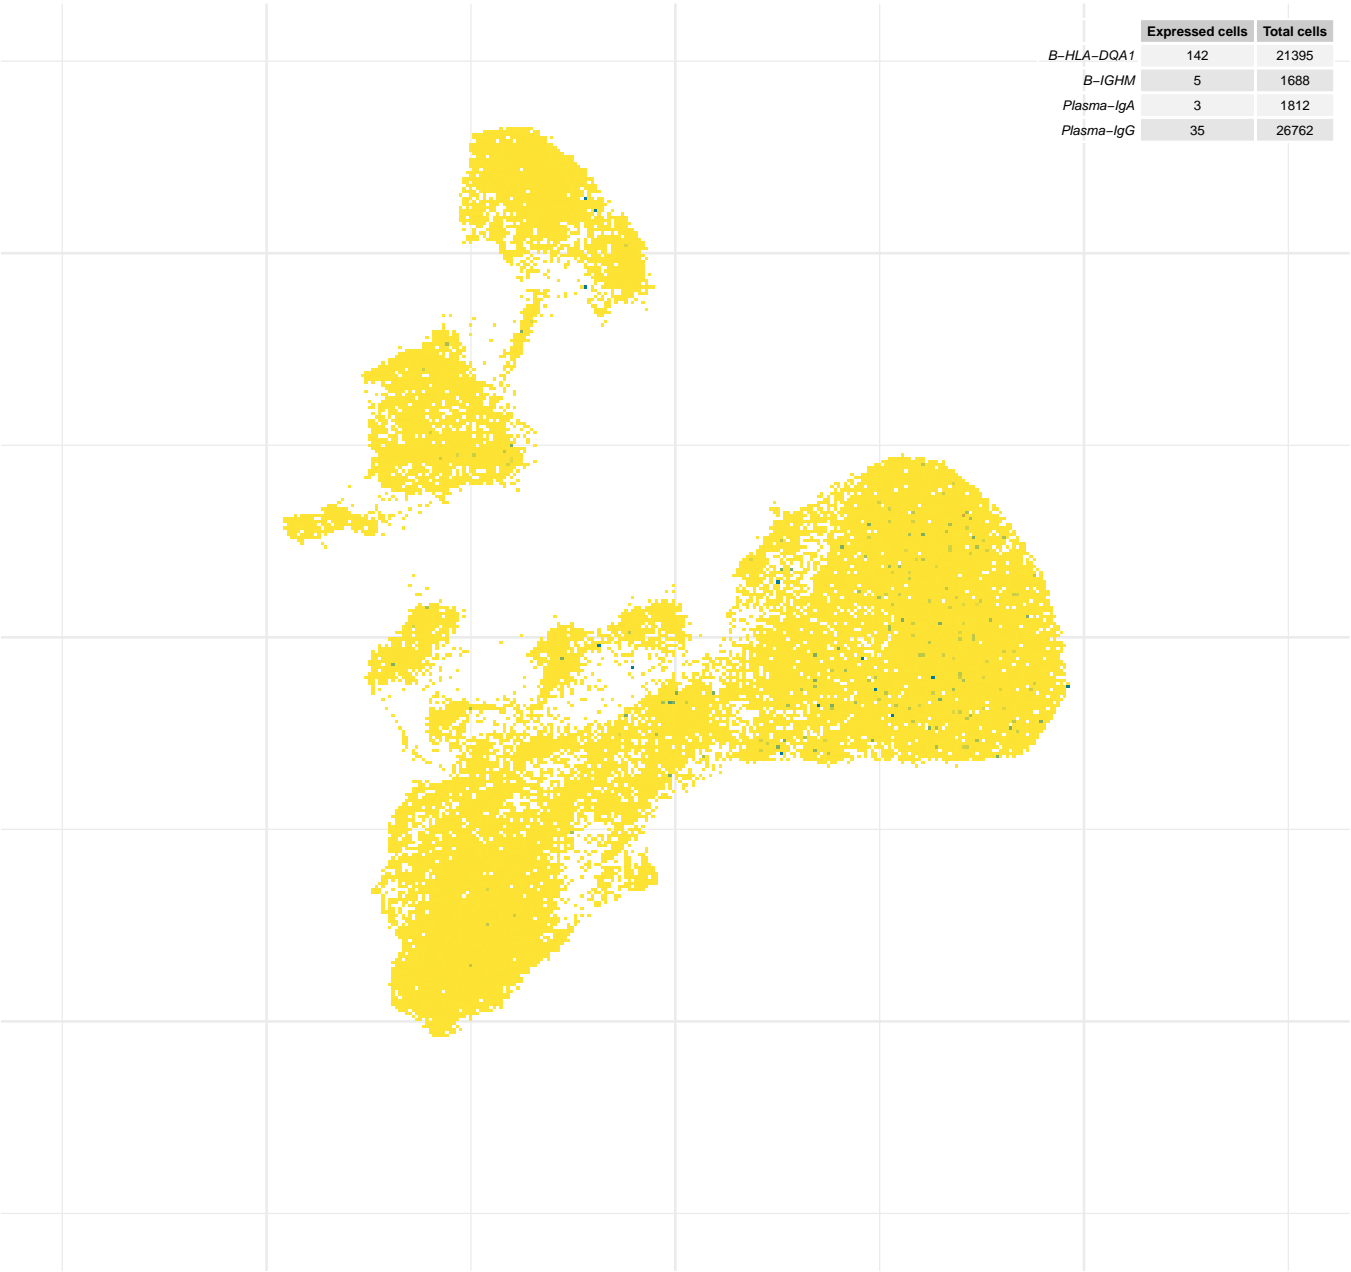 Expressed cells Total cells
B−HLA−DQA1 142 21395
B−IGHM 5 1688
Plasma−IgA 3 1812
Plasma−IgG 35 26762